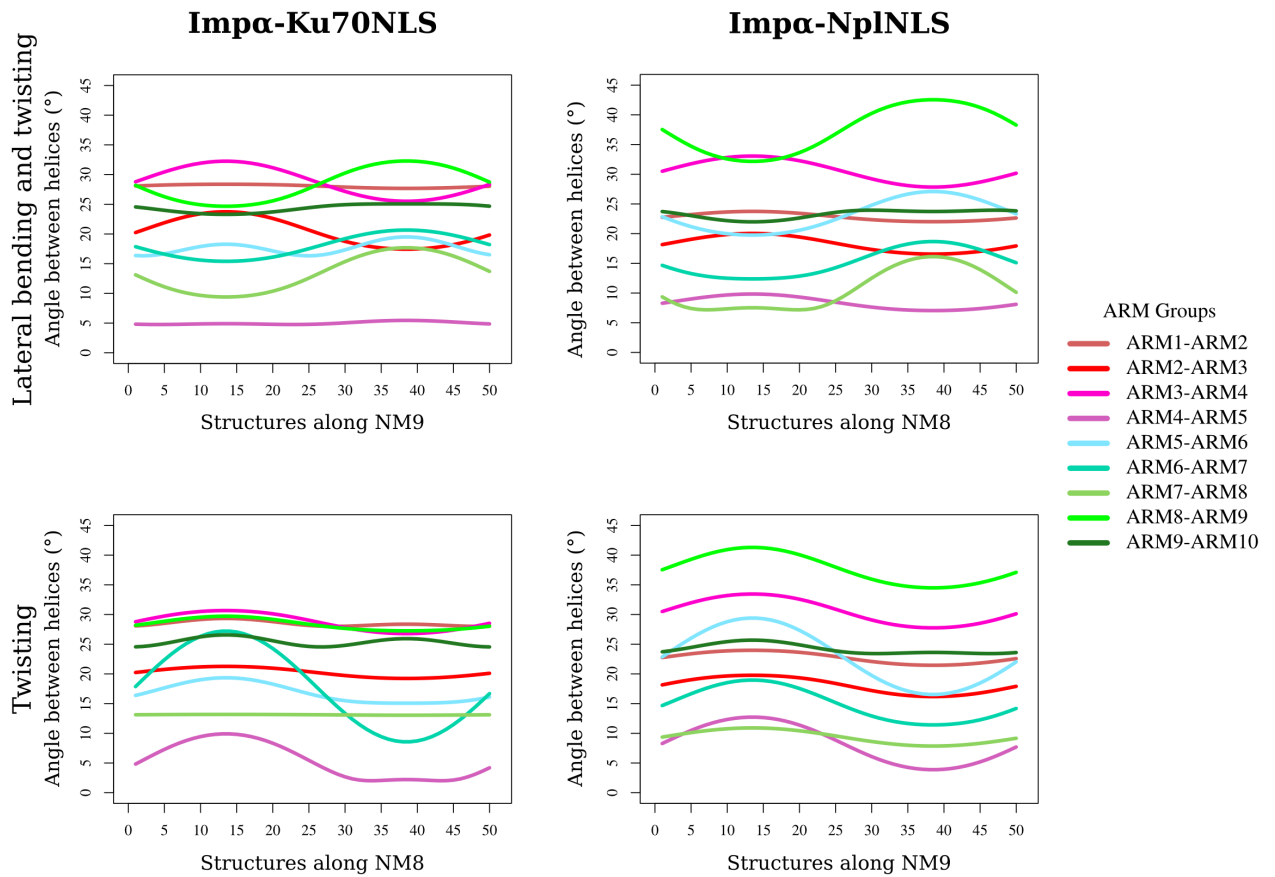 Impα-Ku70NLS
Impα-NplNLS
Lateral bending and twisting
Angle between helices (°)
0 5 10 15 20 25 30 35 40 45
0 5 10 15 20 25 30 35 40 45 50
Structures along NM9
Angle between helices (°)
0 5 10 15 20 25 30 35 40 45
0 5 10 15 20 25 30 35 40 45 50
Structures along NM8
ARM Groups
ARM1-ARM2
ARM2-ARM3
ARM3-ARM4
ARM4-ARM5
ARM5-ARM6
ARM6-ARM7
ARM7-ARM8
ARM8-ARM9
ARM9-ARM10
Twisting
Angle between helices (°)
0 5 10 15 20 25 30 35 40 45
0 5 10 15 20 25 30 35 40 45 50
Structures along NM8
Angle between helices (°)
0 5 10 15 20 25 30 35 40 45
0 5 10 15 20 25 30 35 40 45 50
Structures along NM9